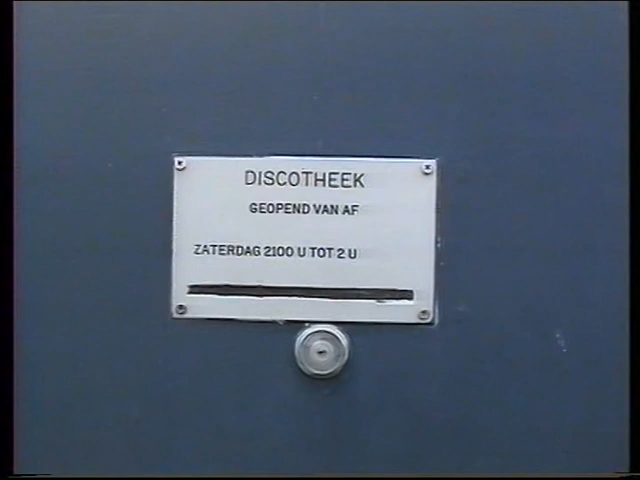 DISCOTHEEK
GEOPEND VAN AF
ZATERDAG 2100 U TOT 2 U